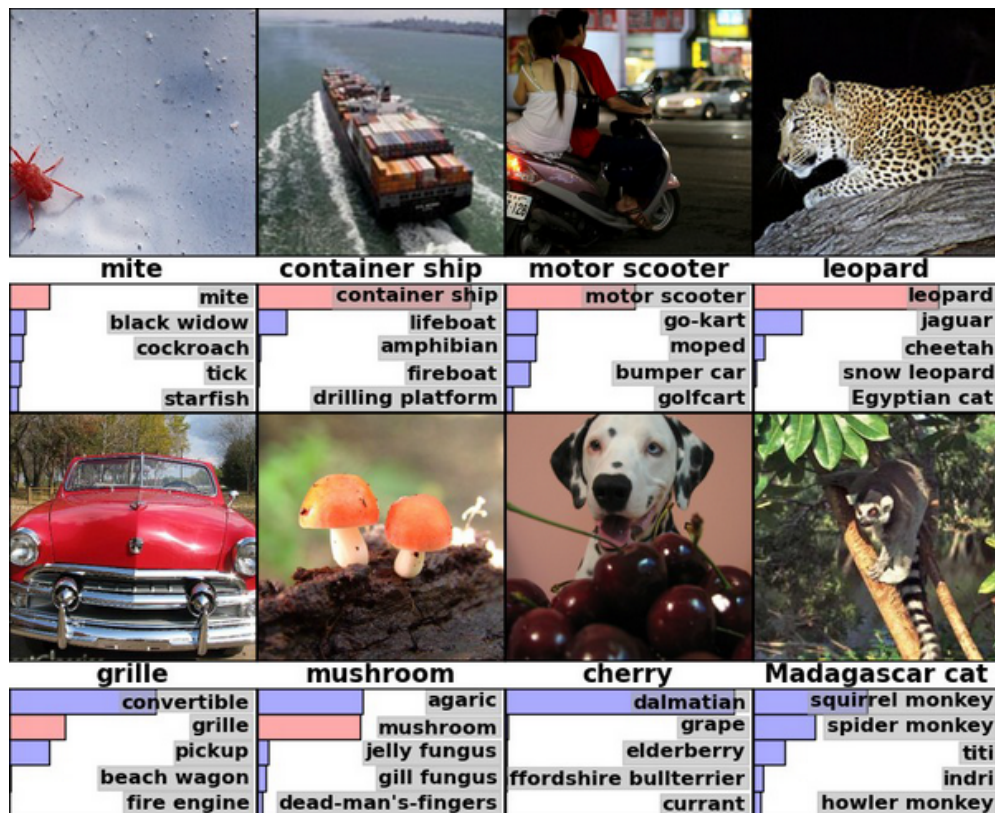 mite
container ship
motor scooter
leopard
mite
black widow
cockroach
tick
starfish
container ship
lifeboat
amphibian
fireboat
drilling platform
motor scooter
go-kart
moped
bumper car
golfcart
leopard
jaguar
cheetah
snow leopard
Egyptian cat
grille
mushroom
cherry
Madagascar cat
convertible
grille
pickup
beach wagon
fire engine
agaric
mushroom
jelly fungus
gill fungus
dead-man's-fingers
dalmatian
grape
elderberry
ffordshire bullterrier
currant
squirrel monkey
spider monkey
titi
indri
howler monkey